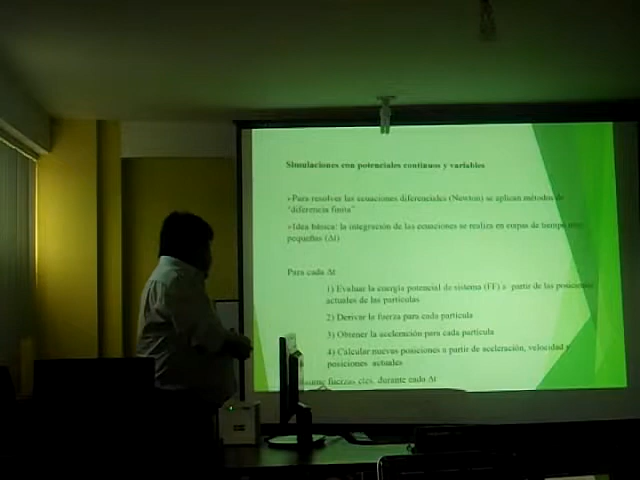 Simulaciones con potenciales continuos y variables
Para resolver las ecuaciones diferenciales (Newton) se aplican métodos de
"diferencia finita"
Idea básica: la integración de las ecuaciones se realiza en etapas de tiempo
pequeñas (Δt)
Para cada Δt
1) Evaluar la energía potencial de sistema (FF) a partir de las posiciones
actuales de las partículas
2) Derivar la fuerza para cada partícula
3) Obtener la aceleración para cada partícula
4) Calcular nuevas posiciones a partir de aceleración, velocidad y
posiciones actuales
fuerzas ctes. durante cada Δt